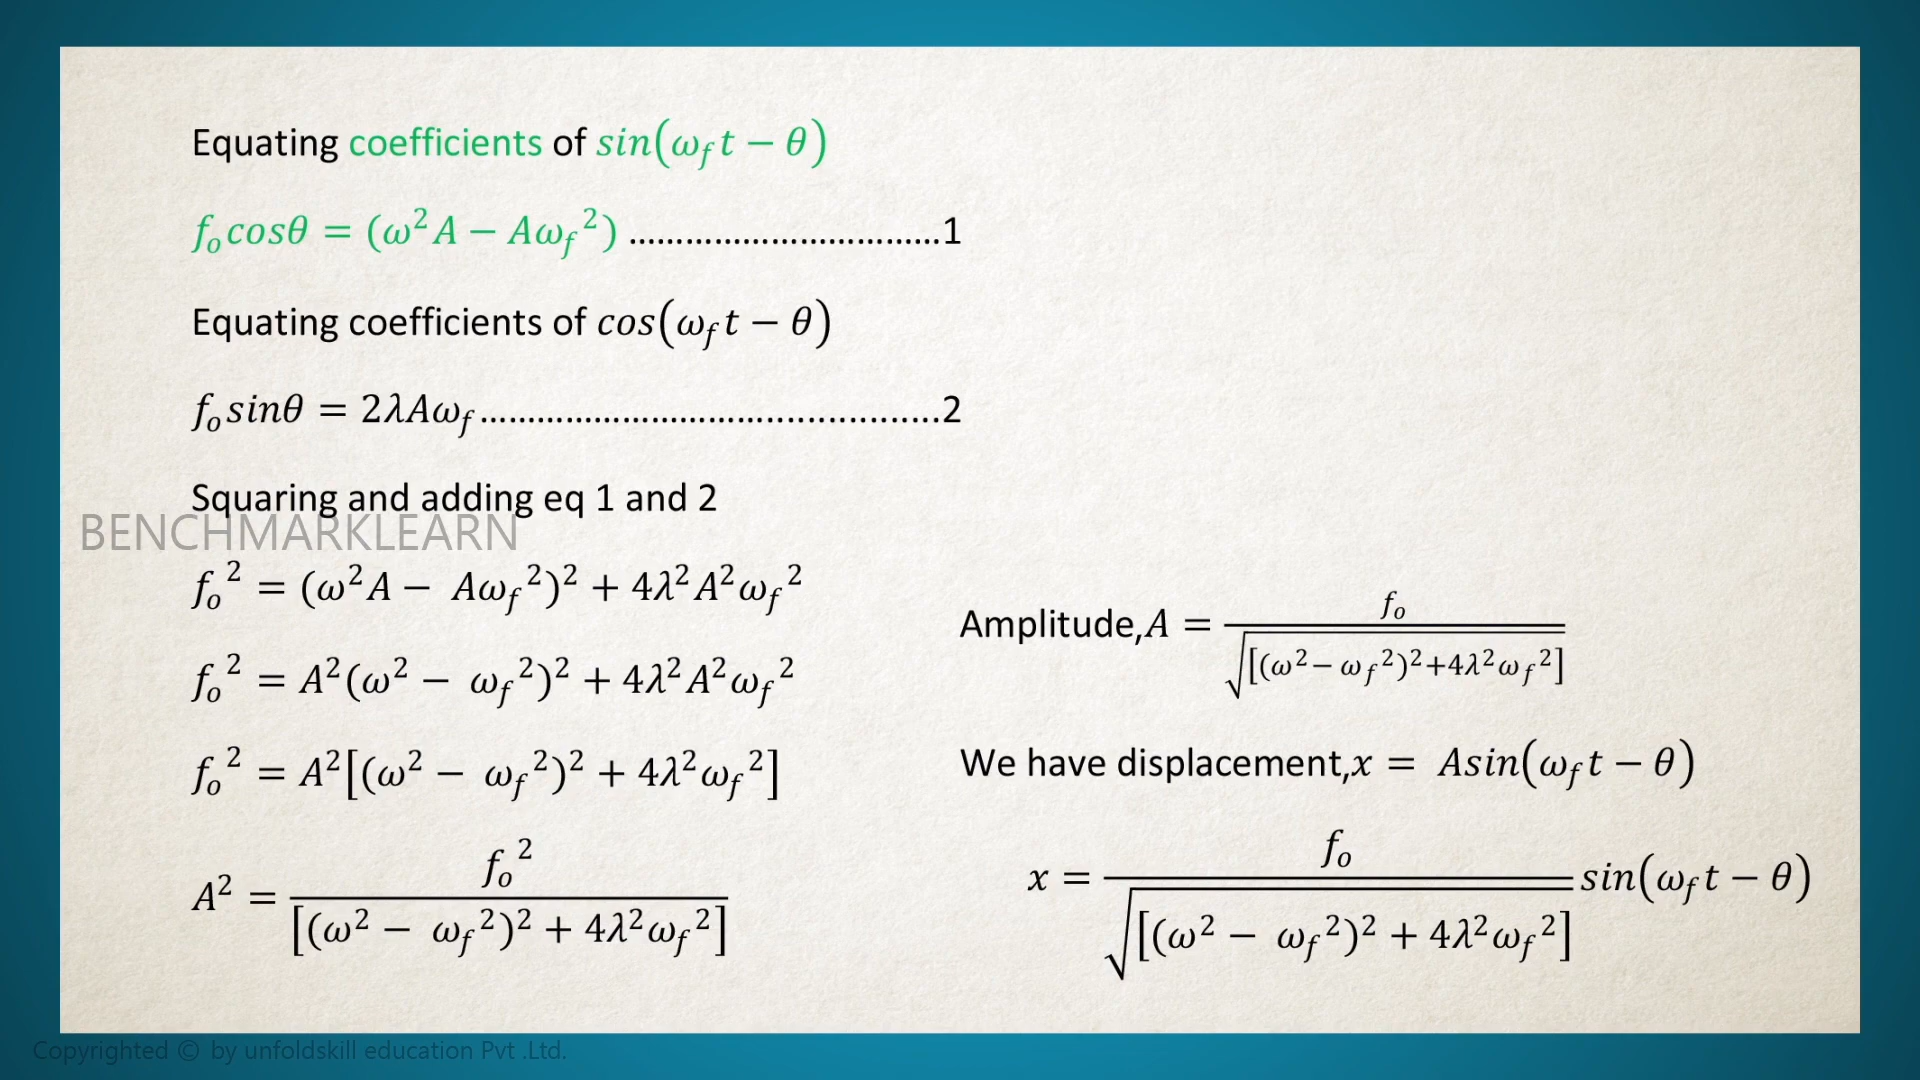 Equating coefficients of sin(ω_f t − θ)
f_o cosθ = (ω²A − Aω_f²) ..................................1
Equating coefficients of cos(ω_f t − θ)
f_o sinθ = 2λAω_f ..................................................2
Squaring and adding eq 1 and 2
BENCHMARKLEARN
f_o² = (ω²A − Aω_f²)² + 4λ²A²ω_f²
f_o² = A²(ω² − ω_f²)² + 4λ²A²ω_f²
f_o² = A²[(ω² − ω_f²)² + 4λ²ω_f²]
A² = f_o² / [(ω² − ω_f²)² + 4λ²ω_f²]
Amplitude,A = f_o / √[(ω² − ω_f²)²+4λ²ω_f²]
We have displacement,x = Asin(ω_f t − θ)
x = f_o / √[(ω² − ω_f²)² + 4λ²ω_f²] sin(ω_f t − θ)
Copyrighted © by unfoldskill education Pvt .Ltd.